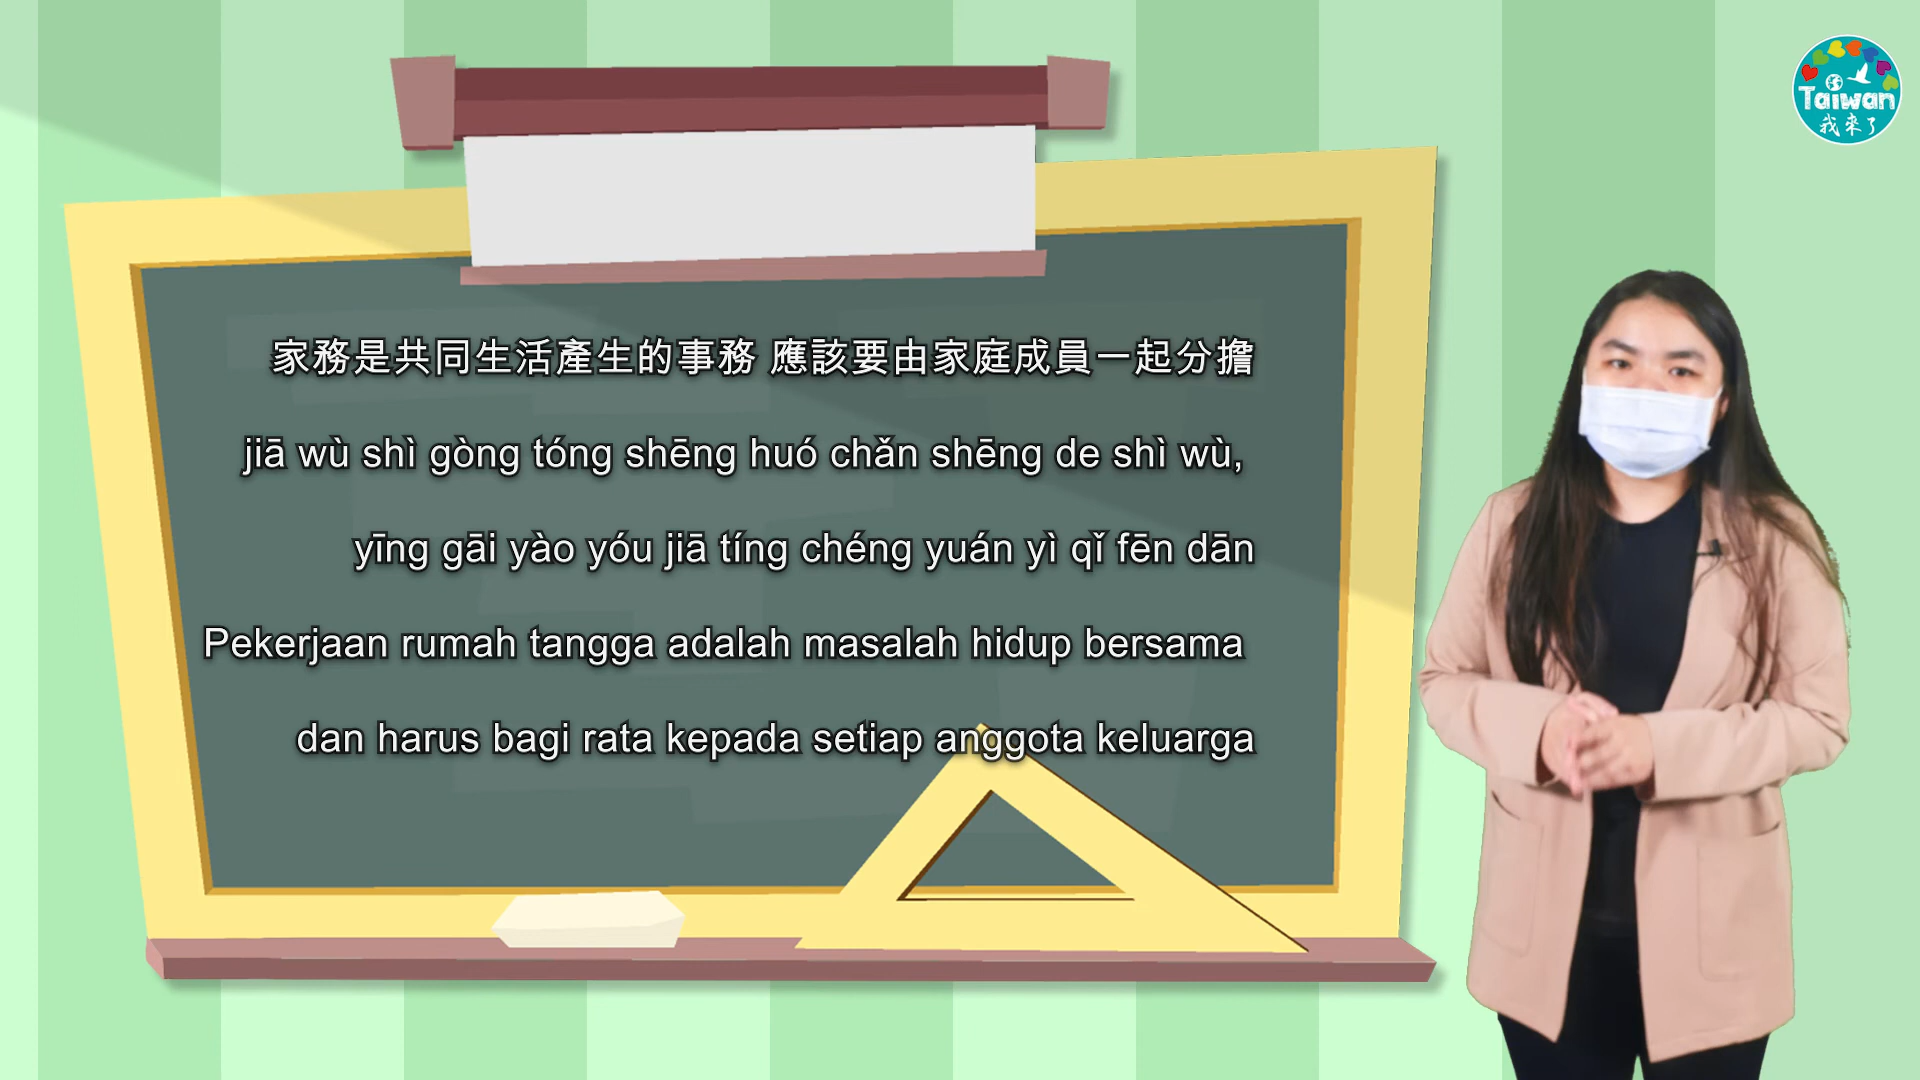 Taiwan
我來了
家務是共同生活產生的事務 應該要由家庭成員一起分擔
jiā wù shì gòng tóng shēng huó chǎn shēng de shì wù,
yīng gāi yào yóu jiā tíng chéng yuán yì qǐ fēn dān
Pekerjaan rumah tangga adalah masalah hidup bersama
dan harus bagi rata kepada setiap anggota keluarga